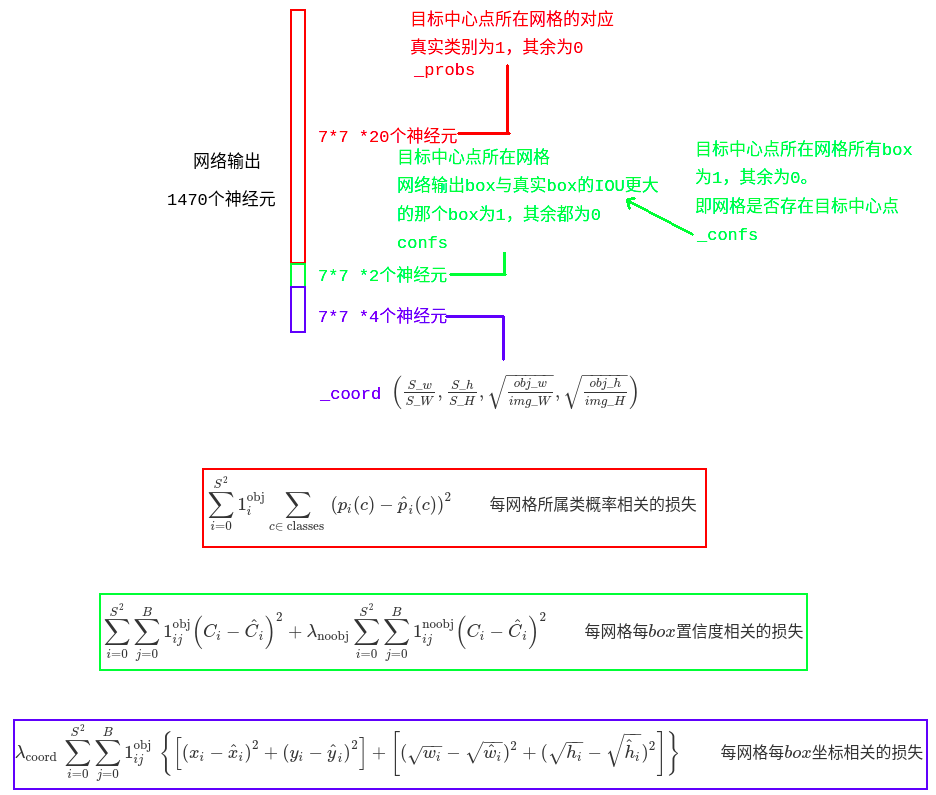 目标中心点所在网格的对应
真实类别为1, 其余为0
_probs
7*7 *20个神经元
网络输出
1470个神经元
目标中心点所在网格
网络输出box与真实box的IOU更大
的那个box为1, 其余都为0
confs
目标中心点所在网格所有box
为1, 其余为0。
即网格是否存在目标中心点
_confs
7*7 *2个神经元
7*7 *4个神经元
_coord $\left(\frac{S\_w}{S\_W}, \frac{S\_h}{S\_H}, \sqrt{\frac{obj\_w}{img\_W}}, \sqrt{\frac{obj\_h}{img\_H}}\right)$
$\sum_{i=0}^{S^2} 1_i^{\text{obj}} \sum_{c \in \text{classes}} (p_i(c) - \hat{p}_i(c))^2$ 每网格所属类概率相关的损失
$\sum_{i=0}^{S^2} \sum_{j=0}^{B} 1_{ij}^{\text{obj}} \left(C_i - \hat{C}_i\right)^2 + \lambda_{\text{noobj}} \sum_{i=0}^{S^2} \sum_{j=0}^{B} 1_{ij}^{\text{noobj}} \left(C_i - \hat{C}_i\right)^2$ 每网格每box置信度相关的损失
$\lambda_{\text{coord}} \sum_{i=0}^{S^2} \sum_{j=0}^{B} 1_{ij}^{\text{obj}} \left\{ \left[ (x_i - \hat{x}_i)^2 + (y_i - \hat{y}_i)^2 \right] + \left[ (\sqrt{w_i} - \sqrt{\hat{w}_i})^2 + (\sqrt{h_i} - \sqrt{\hat{h}_i})^2 \right] \right\}$ 每网格每box坐标相关的损失